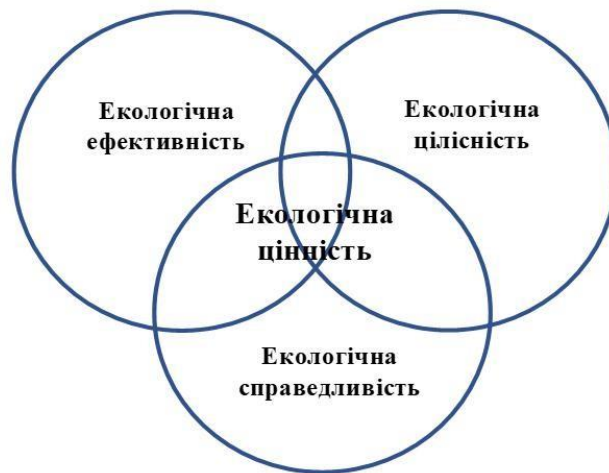 Екологічна
ефективність
Екологічна
цілісність
Екологічна
цінність
Екологічна
справедливість